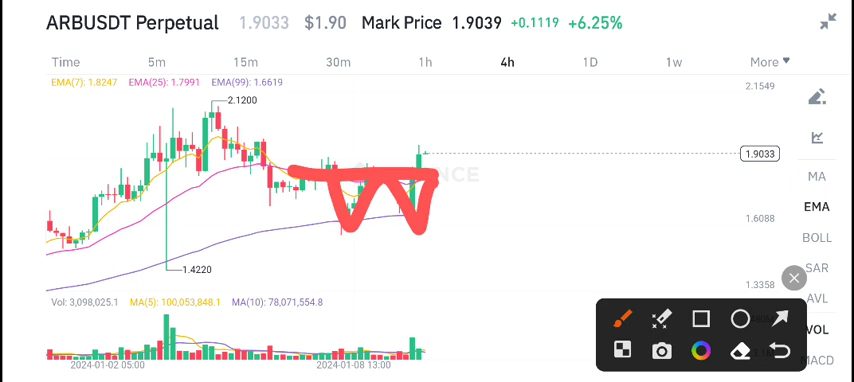 ARBUSDT Perpetual 1.9033 $1.90 Mark Price 1.9039 +0.1119 +6.25%
Time 5m 15m 30m 1h 4h 1D 1w More
EMA(7): 1.8247 EMA(25): 1.7991 EMA(99): 1.6619
2.1549
2.1200
1.9033
MA
EMA
1.6088
BOLL
1.4220
SAR
1.3358
AVL
Vol: 3,098,025.1 MA(5): 100,053,848.1 MA(10): 78,071,554.8
VOL
MACD
2024-01-02 05:00 2024-01-08 13:00